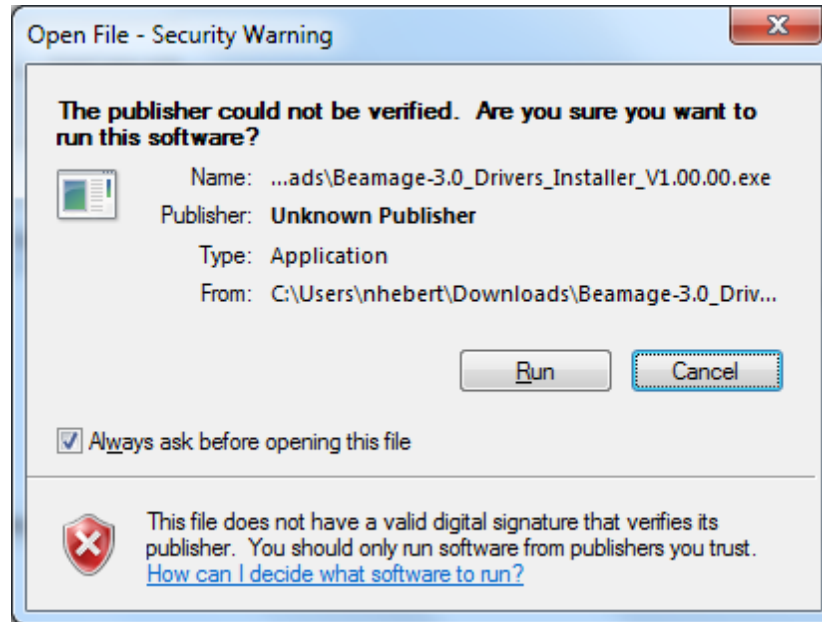 Open File - Security Warning
The publisher could not be verified. Are you sure you want to
run this software?
Name: ...ads\Beamage-3.0_Drivers_Installer_V1.00.00.exe
Publisher: Unknown Publisher
Type: Application
From: C:\Users\nhebert\Downloads\Beamage-3.0_Driv...
Run Cancel
Always ask before opening this file
This file does not have a valid digital signature that verifies its
publisher. You should only run software from publishers you trust.
How can I decide what software to run?